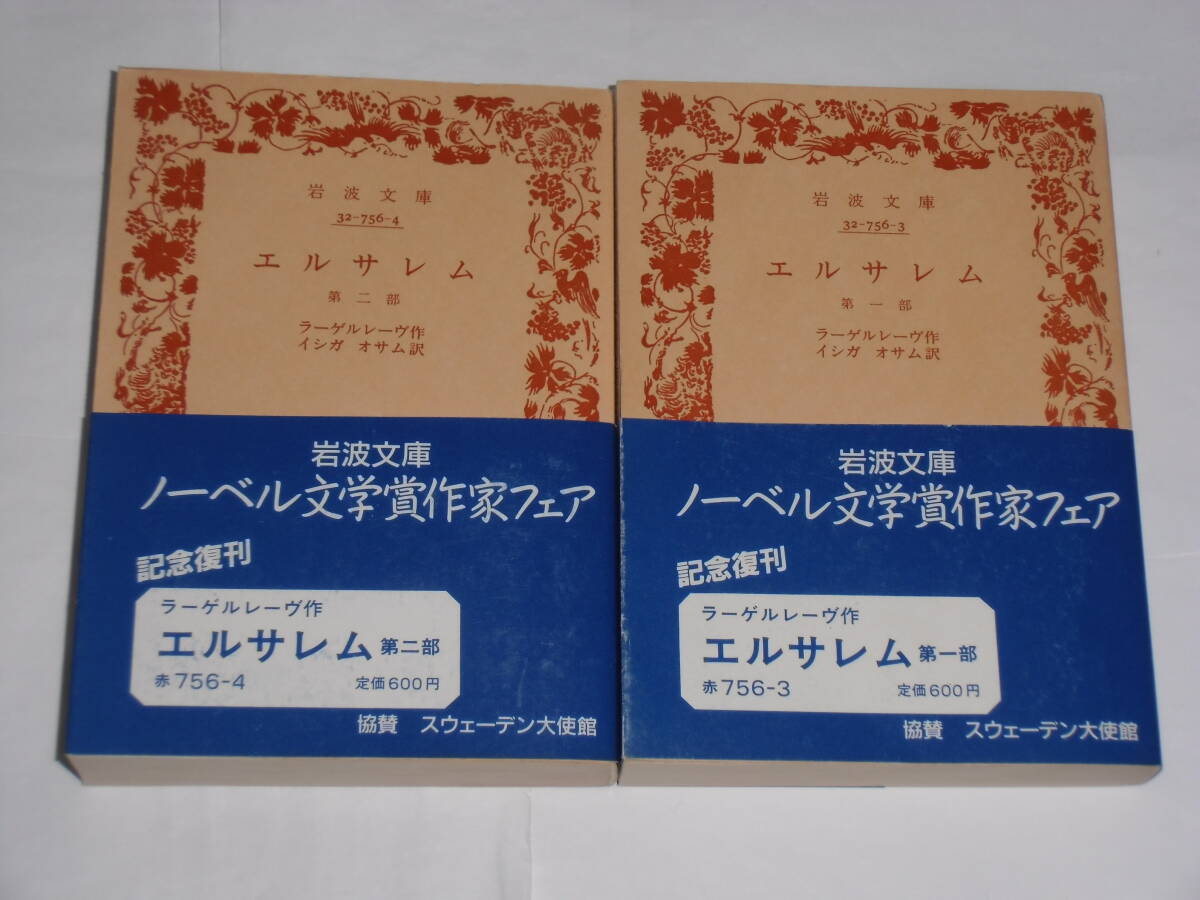 岩波文庫
32-756-4
エルサレム
第二部
ラーゲルレーヴ作
イシガ オサム訳
岩波文庫
ノーベル文学賞作家フェア
記念復刊
ラーゲルレーヴ作
エルサレム 第二部
赤756-4 定価600円
協賛 スウェーデン大使館
岩波文庫
32-756-3
エルサレム
第一部
ラーゲルレーヴ作
イシガ オサム訳
岩波文庫
ノーベル文学賞作家フェア
記念復刊
ラーゲルレーヴ作
エルサレム 第一部
赤756-3 定価600円
協賛 スウェーデン大使館